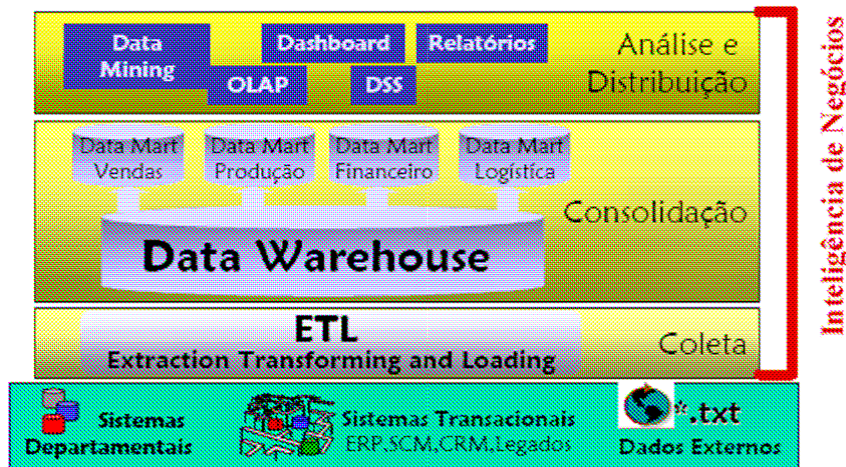 Data
Mining
Dashboard
Relatórios
OLAP
DSS
Análise e
Distribuição
Data Mart
Vendas
Data Mart
Produção
Data Mart
Financeiro
Data Mart
Logística
Consolidação
Data Warehouse
ETL
Extraction Transforming and Loading
Coleta
Inteligência de Negócios
Sistemas
Departamentais
Sistemas Transacionais
ERP,SCM,CRM,Legados
*.txt
Dados Externos